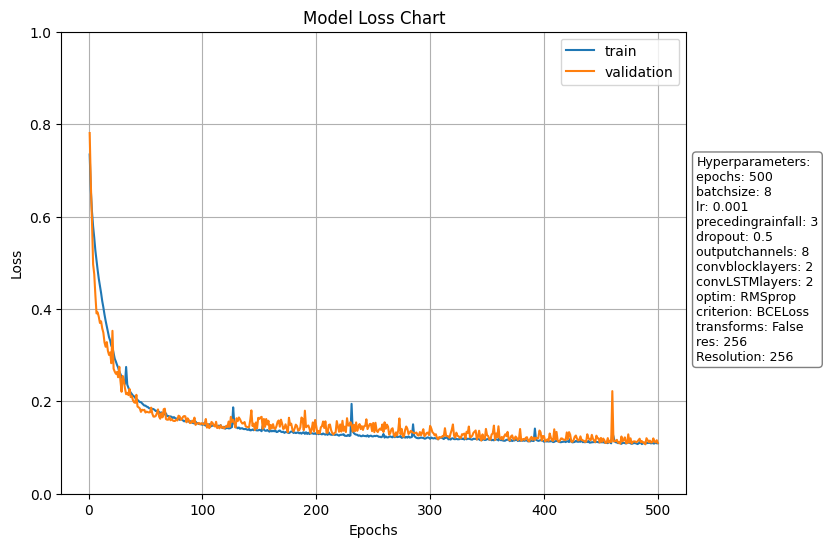 Model Loss Chart
1.0
0.8
0.6
0.4
0.2
0.0
Loss
0
100
200
300
400
500
Epochs
train
validation
Hyperparameters:
epochs: 500
batchsize: 8
lr: 0.001
precedingrainfall: 3
dropout: 0.5
outputchannels: 8
convblocklayers: 2
convLSTMlayers: 2
optim: RMSprop
criterion: BCELoss
transforms: False
res: 256
Resolution: 256